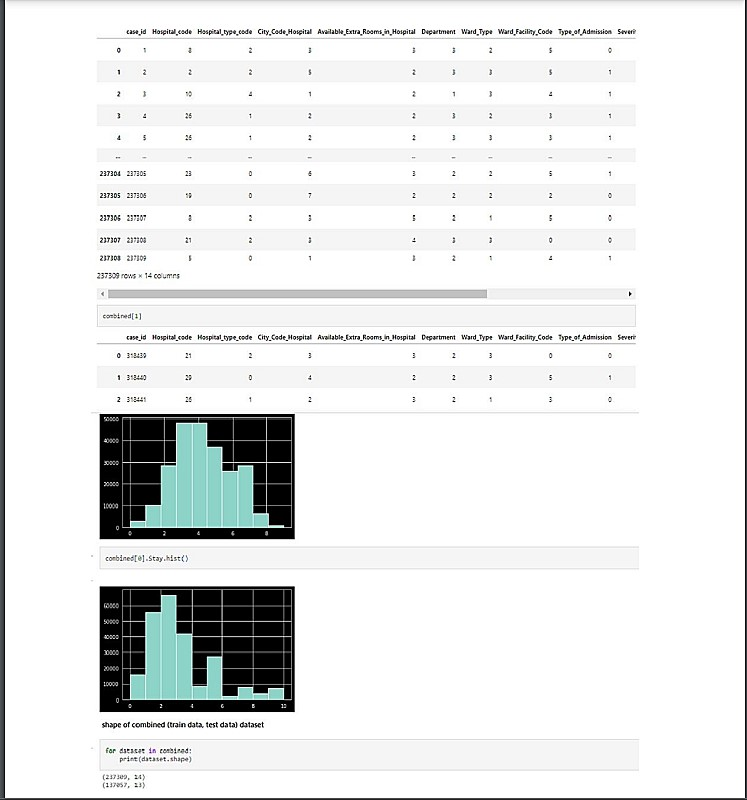 case_id Hospital_code Hospital_type_code City_Code_Hospital Available_Extra_Rooms_in_Hospital Department Ward_Type Ward_Facility_Code Type_of_Admission Severi
0 1 8 2 3 3 3 2 5 0
1 2 2 2 5 2 3 3 5 1
2 3 10 4 1 2 1 3 4 1
3 4 26 1 2 2 3 2 3 1
4 5 26 1 2 2 3 3 3 1
... ... ... ... ... ... ... ... ... ...
237304 237305 23 0 6 3 2 2 5 1
237305 237306 19 0 7 2 2 2 2 0
237306 237307 8 2 3 5 2 1 5 0
237307 237308 21 2 3 4 3 3 0 0
237308 237309 5 0 1 3 2 1 4 1
237309 rows × 14 columns
combined[1]
case_id Hospital_code Hospital_type_code City_Code_Hospital Available_Extra_Rooms_in_Hospital Department Ward_Type Ward_Facility_Code Type_of_Admission Severi
0 318439 21 2 3 3 2 3 0 0
1 318440 29 0 4 2 2 3 5 1
2 318441 26 1 2 3 2 1 3 0
50000
40000
30000
20000
10000
0
0 2 4 6 8
combined[0].Stay.hist()
60000
50000
40000
30000
20000
10000
0
0 2 4 6 8 10
shape of combined (train data, test data) dataset
for dataset in combined:
print(dataset.shape)
(237309, 14)
(137057, 13)